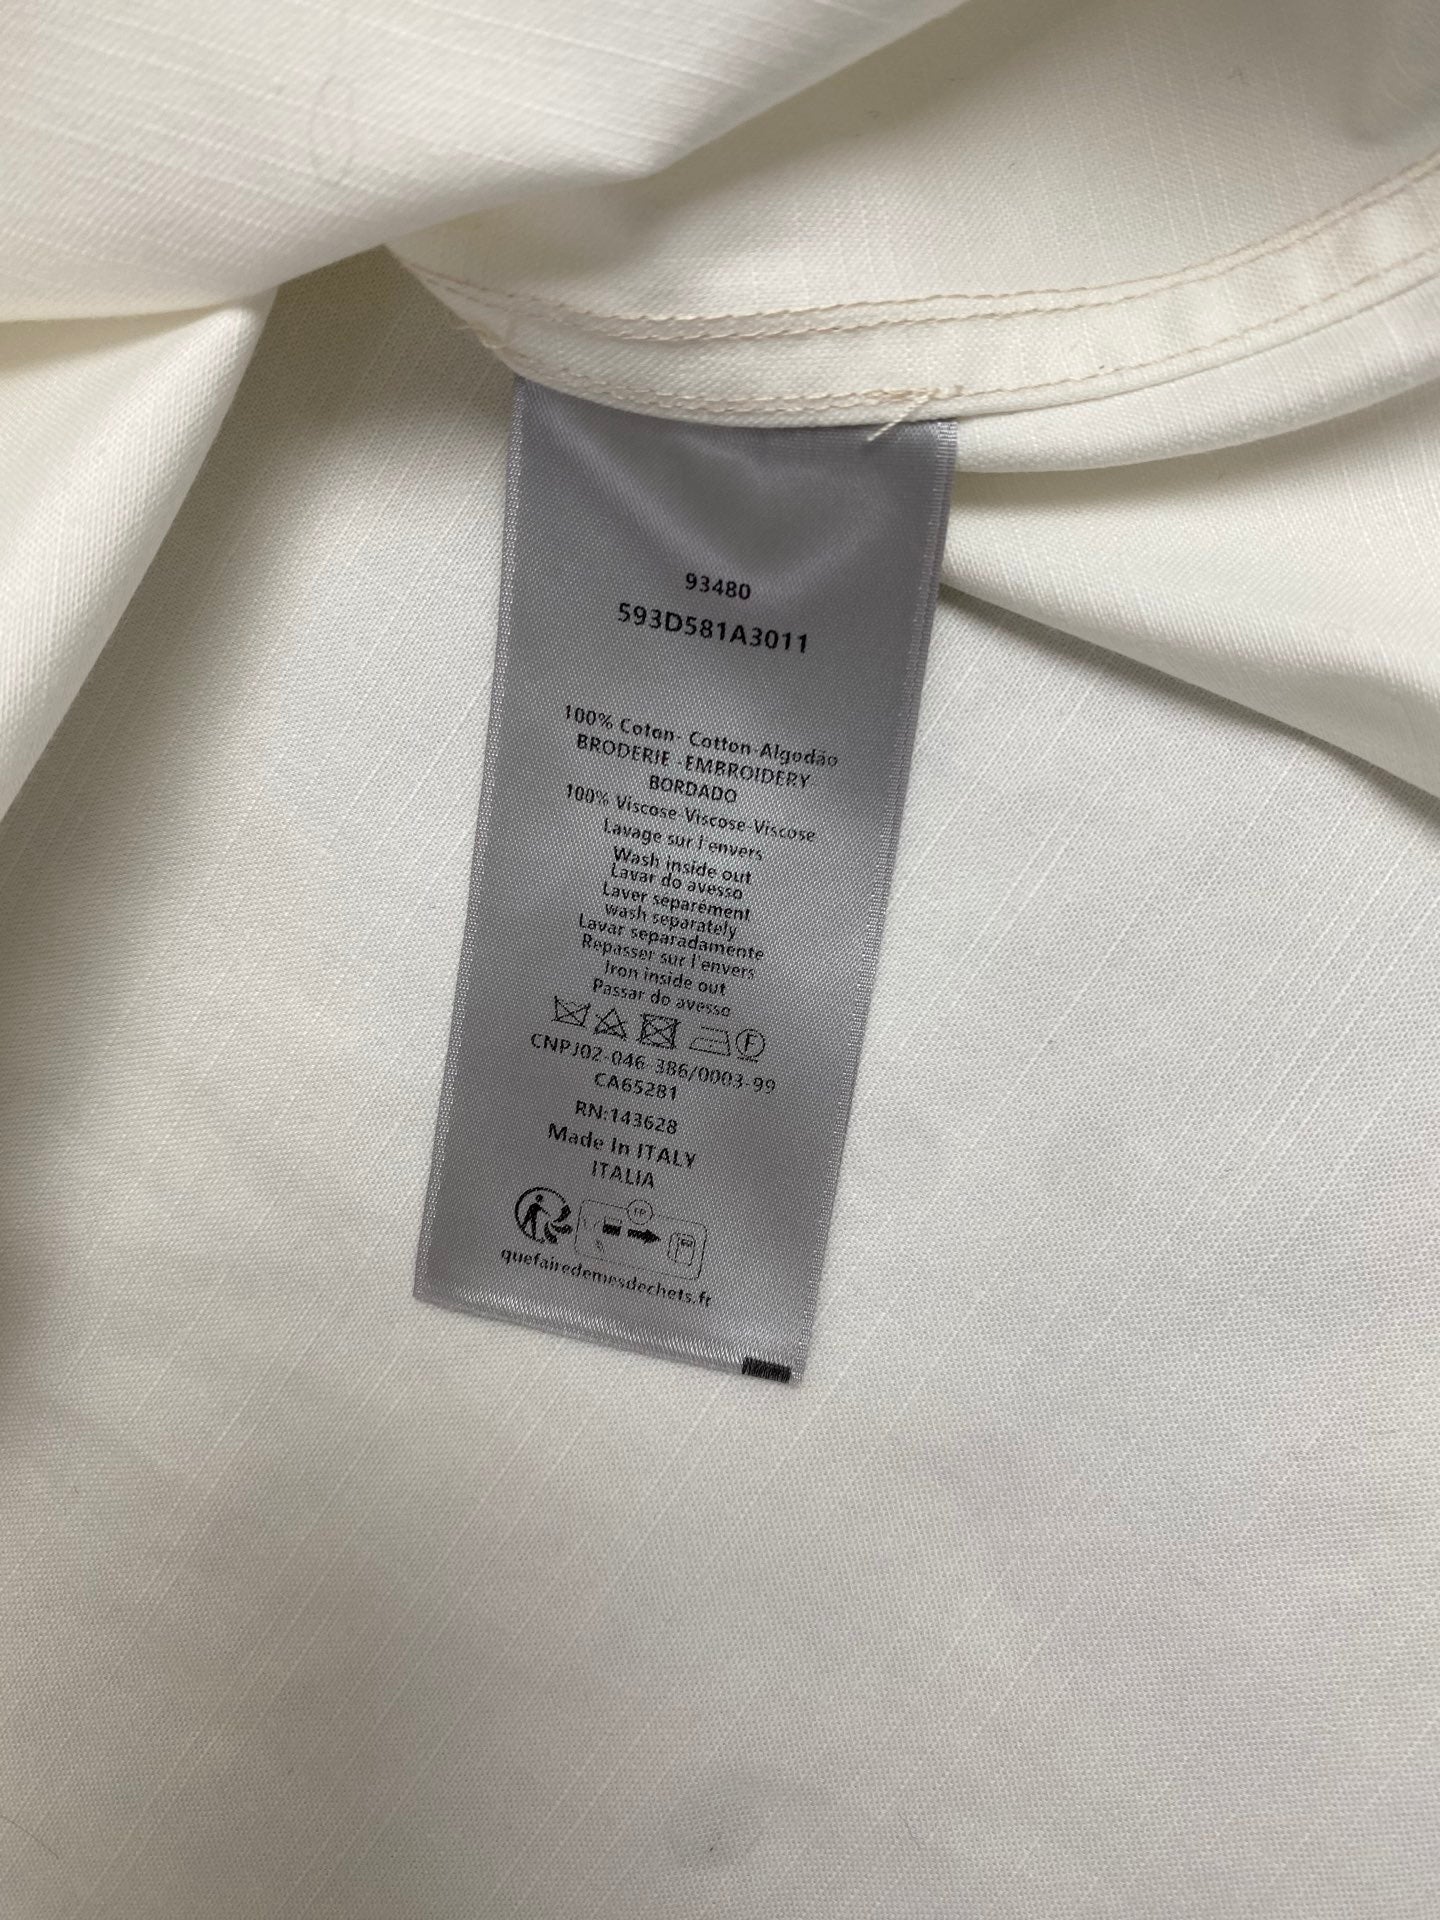 93480
593D581A3011
100% Coton- Cotton-Algodão
BRODERIE -EMBROIDERY
BORDADO
100% Viscose-Viscose-Viscose
Lavage sur l'envers
Wash inside out
Lavar do avesso
Laver separément
wash separately
Lavar separadamente
Repasser sur l'envers
Iron inside out
Passar do avesso
F
CNPJ02-046-386/0003-99
CA65281
RN:143628
Made In ITALY
ITALIA
FR
quefairedemesdechets.fr